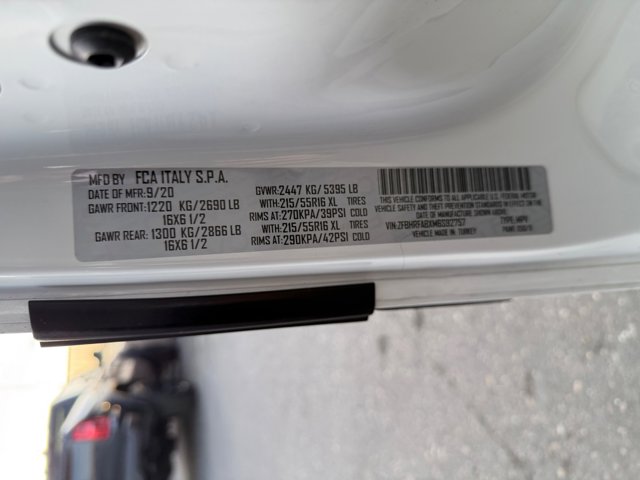 MFD BY FCA ITALY S.P.A.
DATE OF MFR:9/20
GAWR FRONT:1220 KG/2690 LB
16X6 1/2
GAWR REAR: 1300 KG/2866 LB
16X6 1/2
GVWR:2447 KG/ 5395 LB
WITH:215/55R16 XL TIRES
RIMS AT:270KPA/39PSI COLD
WITH:215/55R16 XL TIRES
RIMS AT:290KPA/42PSI COLD
THIS VEHICLE CONFORMS TO ALL APPLICABLE U.S. FEDERAL MOTOR
VEHICLE SAFETY AND THEFT PREVENTION STANDARDS IN EFFECT ON THE
DATE OF MANUFACTURE SHOWN ABOVE.
VIN:ZFBHRFABXM6S92757 TYPE: MPV
VEHICLE MADE IN: TURKEY